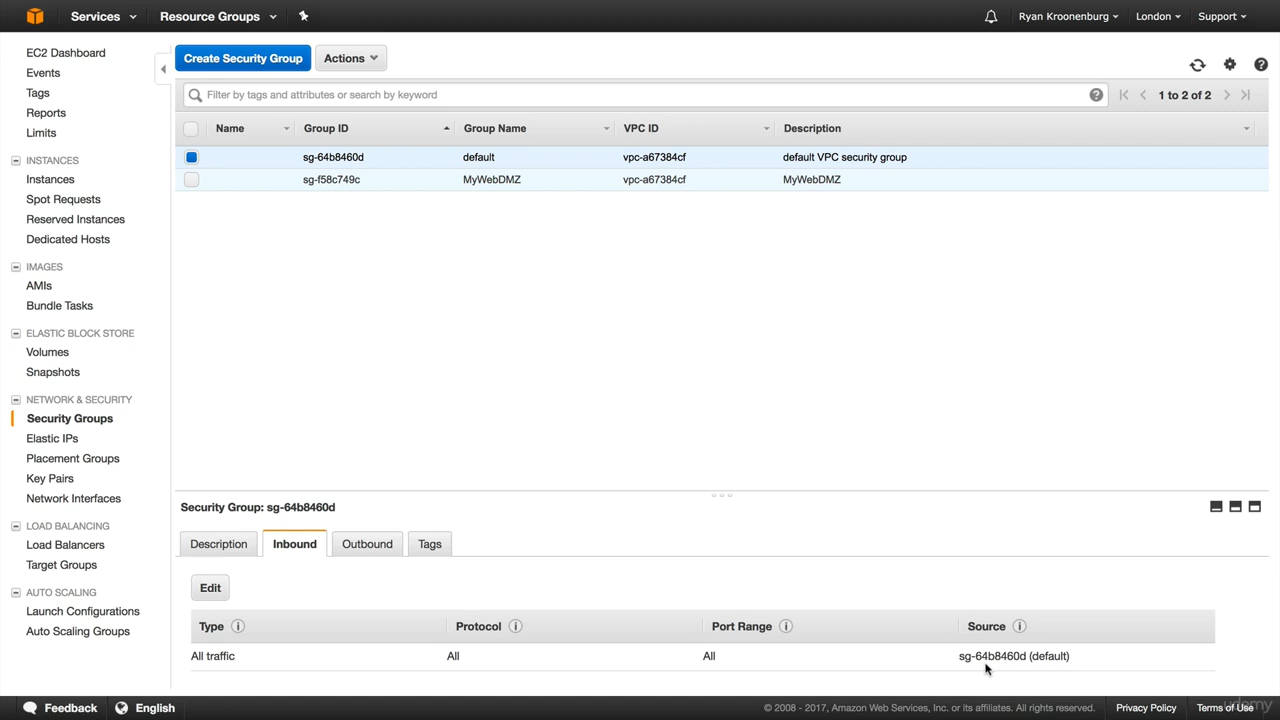 Services Resource Groups Ryan Kroonenburg London Support
EC2 Dashboard
Events
Tags
Reports
Limits
INSTANCES
Instances
Spot Requests
Reserved Instances
Dedicated Hosts
IMAGES
AMIs
Bundle Tasks
ELASTIC BLOCK STORE
Volumes
Snapshots
NETWORK & SECURITY
Security Groups
Elastic IPs
Placement Groups
Key Pairs
Network Interfaces
LOAD BALANCING
Load Balancers
Target Groups
AUTO SCALING
Launch Configurations
Auto Scaling Groups
Create Security Group Actions
Filter by tags and attributes or search by keyword 1 to 2 of 2
Name Group ID Group Name VPC ID Description
sg-64b8460d default vpc-a67384cf default VPC security group
sg-f58c749c MyWebDMZ vpc-a67384cf MyWebDMZ
Security Group: sg-64b8460d
Description Inbound Outbound Tags
Edit
Type Protocol Port Range Source
All traffic All All sg-64b8460d (default)
Feedback English © 2008 - 2017, Amazon Web Services, Inc. or its affiliates. All rights reserved. Privacy Policy Terms of Use
udemy